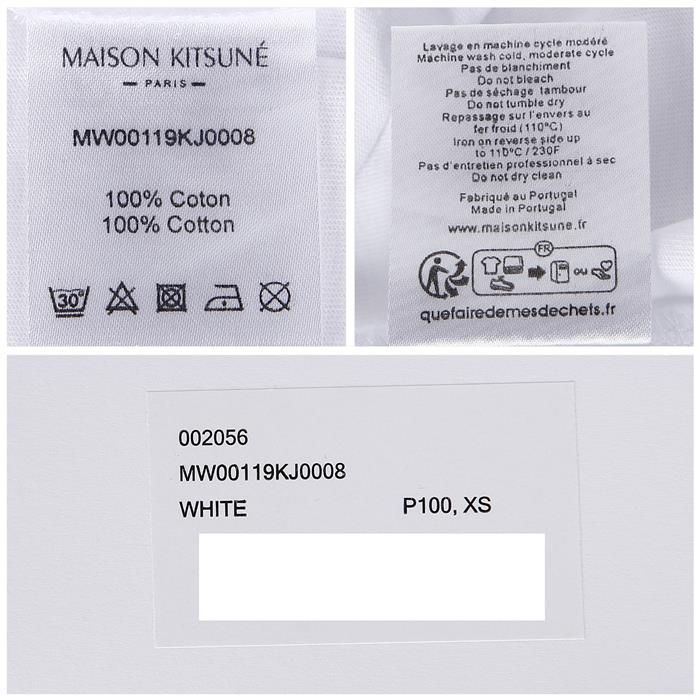 MAISON KITSUNÉ
PARIS
MW00119KJ0008
100% Coton
100% Cotton
30°
Lavage en machine cycle modéré
Machine wash cold, moderate cycle
Pas de blanchiment
Do not bleach
Pas de séchage tambour
Do not tumble dry
Repassage sur l'envers au
fer froid (110°C)
Iron on reverse side up
to 110°C / 230F
Pas d'entretien professionnel à sec
Do not dry clean
Fabriqué au Portugal
Made in Portugal
www.maisonkitsune.fr
FR
ou
quefairedemesdechets.fr
002056
MW00119KJ0008
WHITE P100, XS